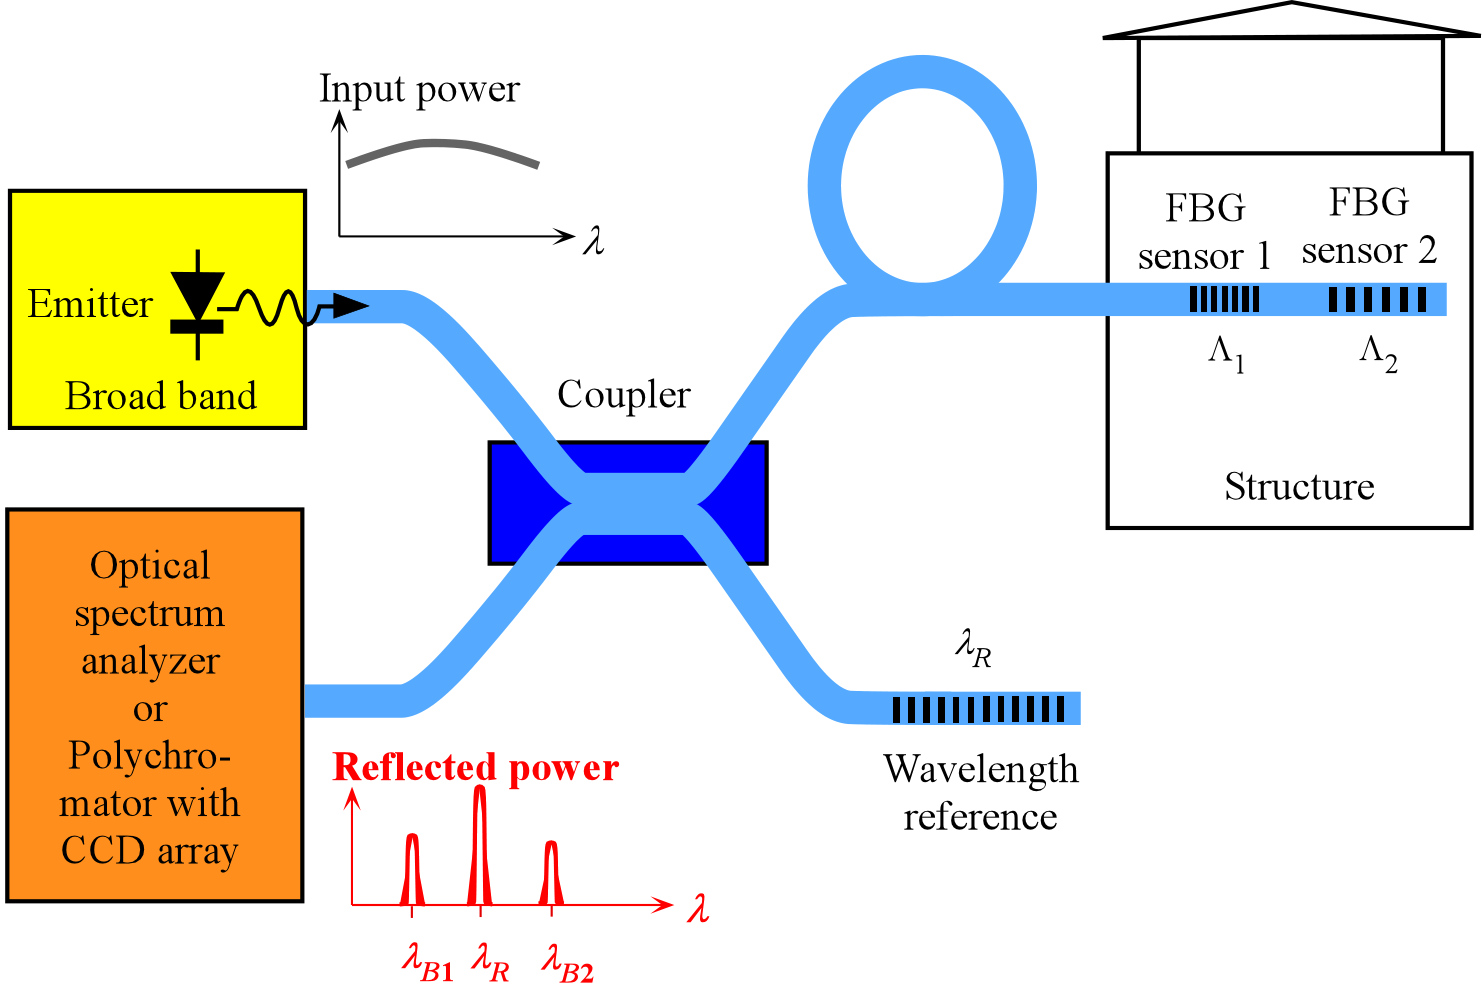 Input power
λ
Emitter
Broad band
Coupler
FBG
sensor 1
FBG
sensor 2
Λ1
Λ2
Structure
Optical
spectrum
analyzer
or
Polychro-
mator with
CCD array
λR
Wavelength
reference
Reflected power
λ
λB1 λR λB2